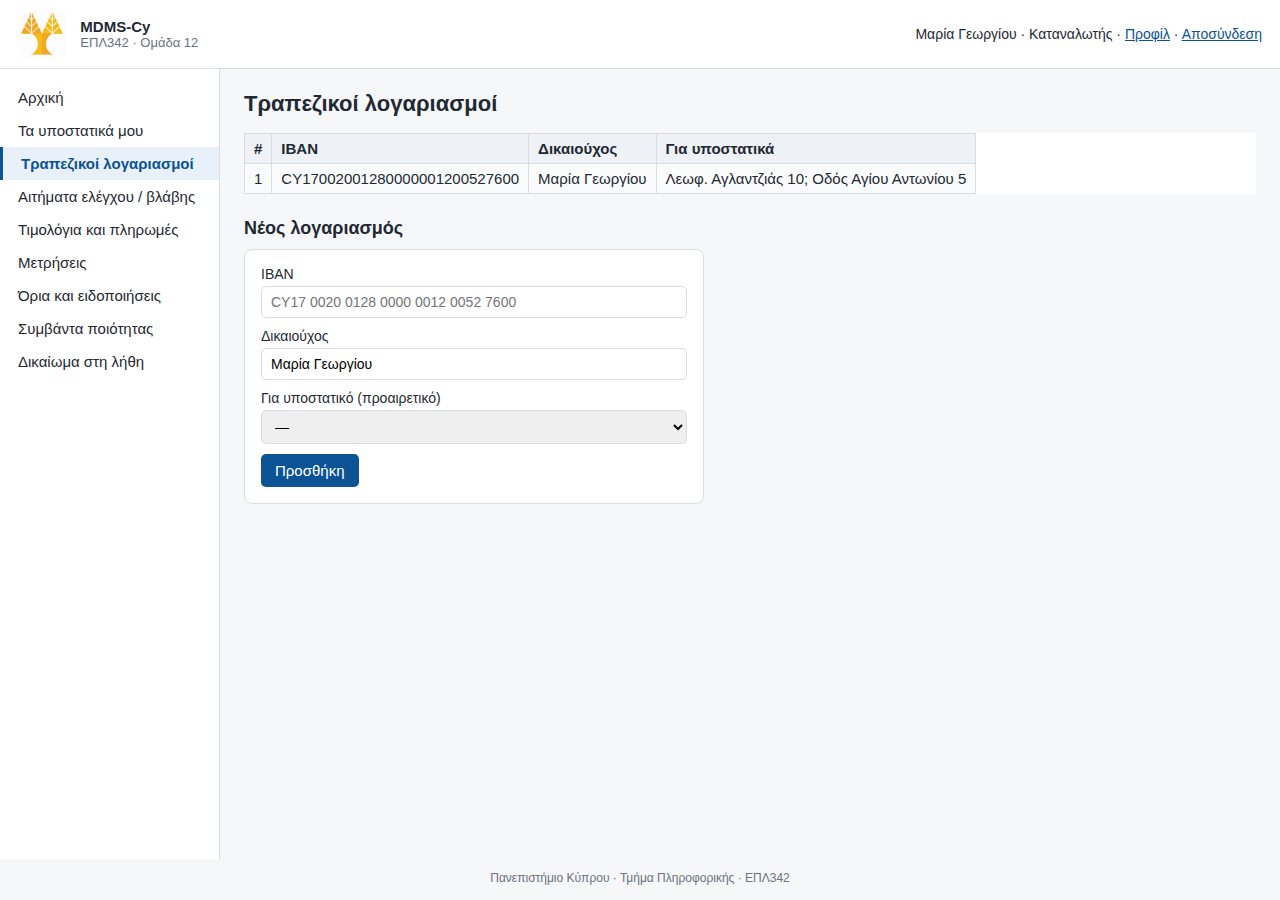 MDMS-Cy
ΕΠΛ342 · Ομάδα 12
Μαρία Γεωργίου · Καταναλωτής · Προφίλ · Αποσύνδεση
Αρχική
Τα υποστατικά μου
Τραπεζικοί λογαριασμοί
Αιτήματα ελέγχου / βλάβης
Τιμολόγια και πληρωμές
Μετρήσεις
Όρια και ειδοποιήσεις
Συμβάντα ποιότητας
Δικαίωμα στη λήθη
Τραπεζικοί λογαριασμοί
# IBAN Δικαιούχος Για υποστατικά
1 CY17002001280000001200527600 Μαρία Γεωργίου Λεωφ. Αγλαντζιάς 10; Οδός Αγίου Αντωνίου 5
Νέος λογαριασμός
IBAN
CY17 0020 0128 0000 0012 0052 7600
Δικαιούχος
Μαρία Γεωργίου
Για υποστατικό (προαιρετικό)
—
Προσθήκη
Πανεπιστήμιο Κύπρου · Τμήμα Πληροφορικής · ΕΠΛ342